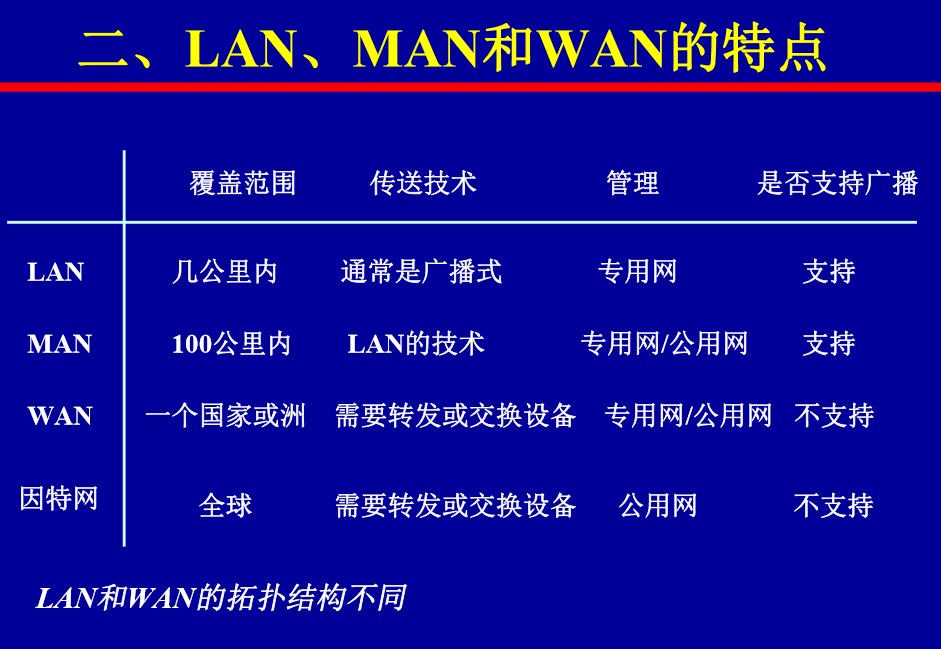 二、LAN、MAN和WAN的特点
覆盖范围 传送技术 管理 是否支持广播
LAN 几公里内 通常是广播式 专用网 支持
MAN 100公里内 LAN的技术 专用网/公用网 支持
WAN 一个国家或洲 需要转发或交换设备 专用网/公用网 不支持
因特网 全球 需要转发或交换设备 公用网 不支持
LAN和WAN的拓扑结构不同